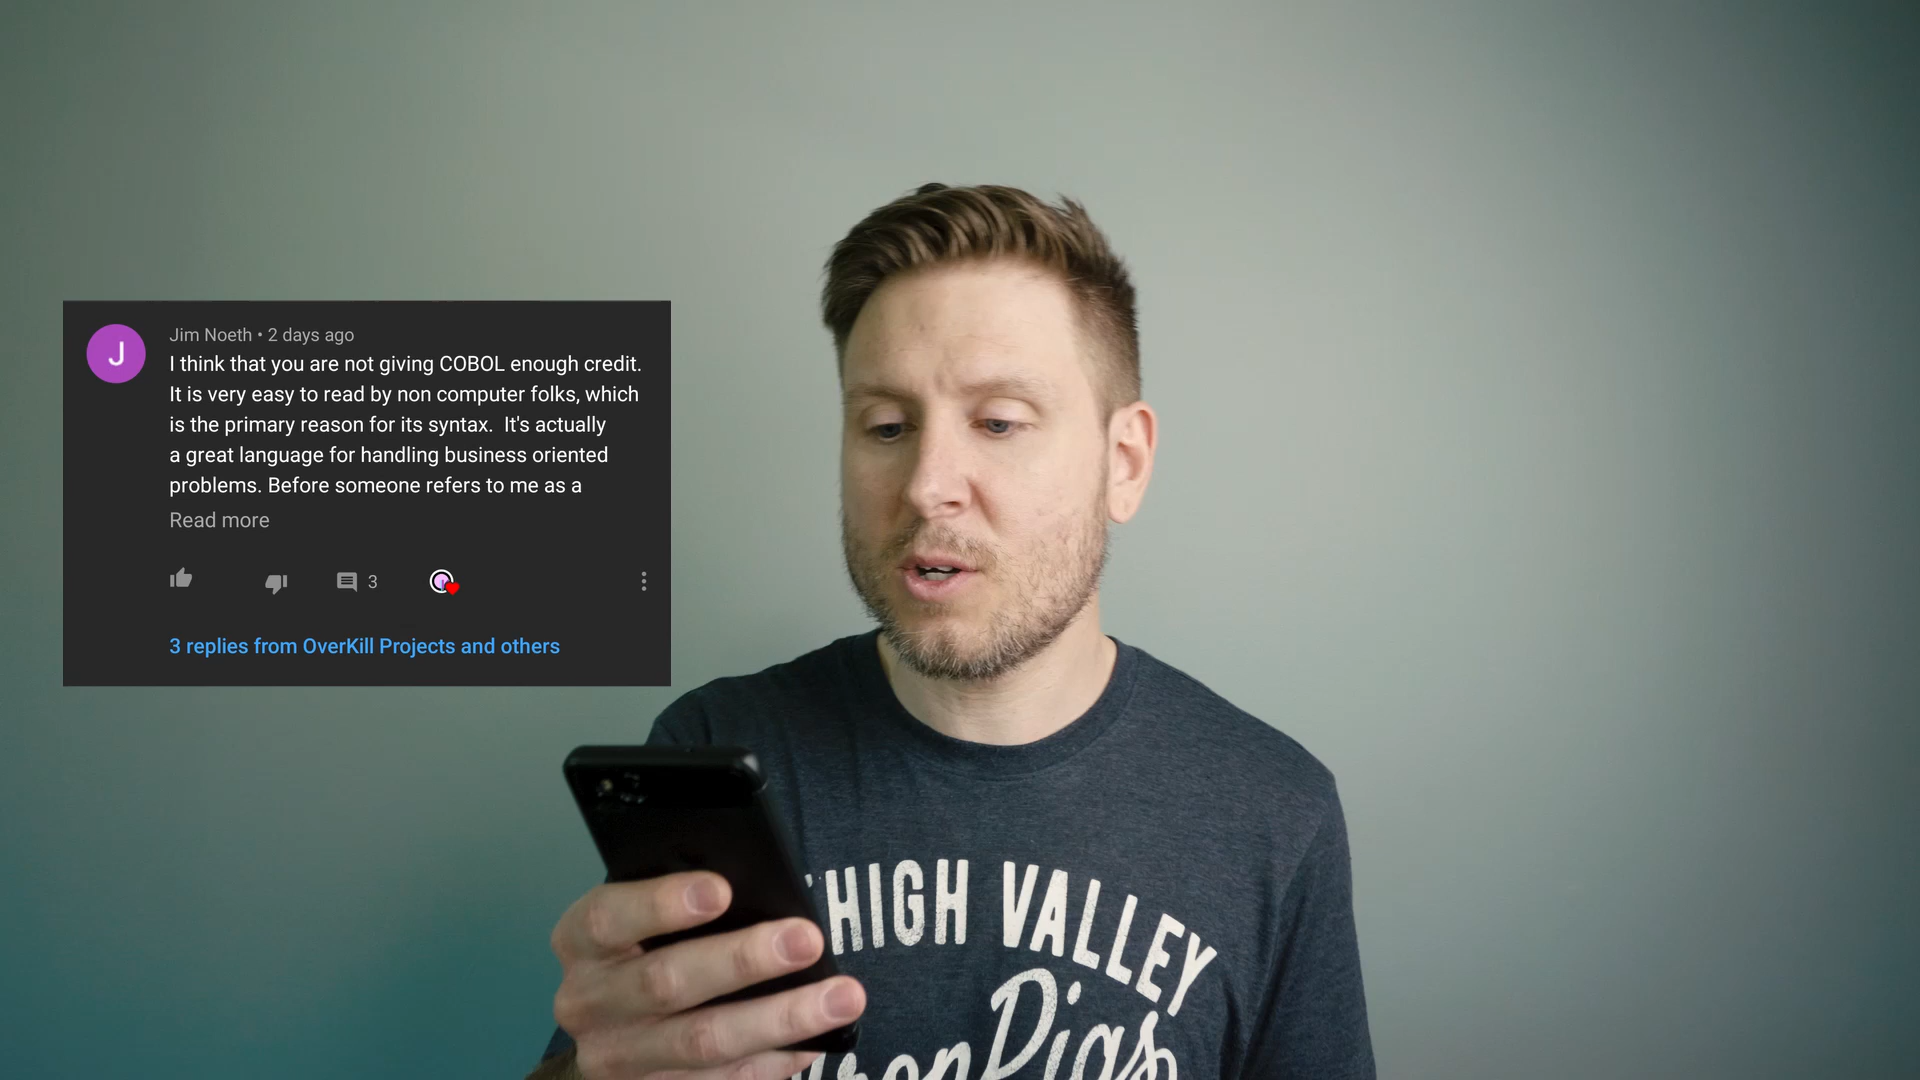 J
Jim Noeth • 2 days ago
I think that you are not giving COBOL enough credit.
It is very easy to read by non computer folks, which
is the primary reason for its syntax.  It's actually
a great language for handling business oriented
problems. Before someone refers to me as a
Read more
3
3 replies from OverKill Projects and others
HIGH VALLEY